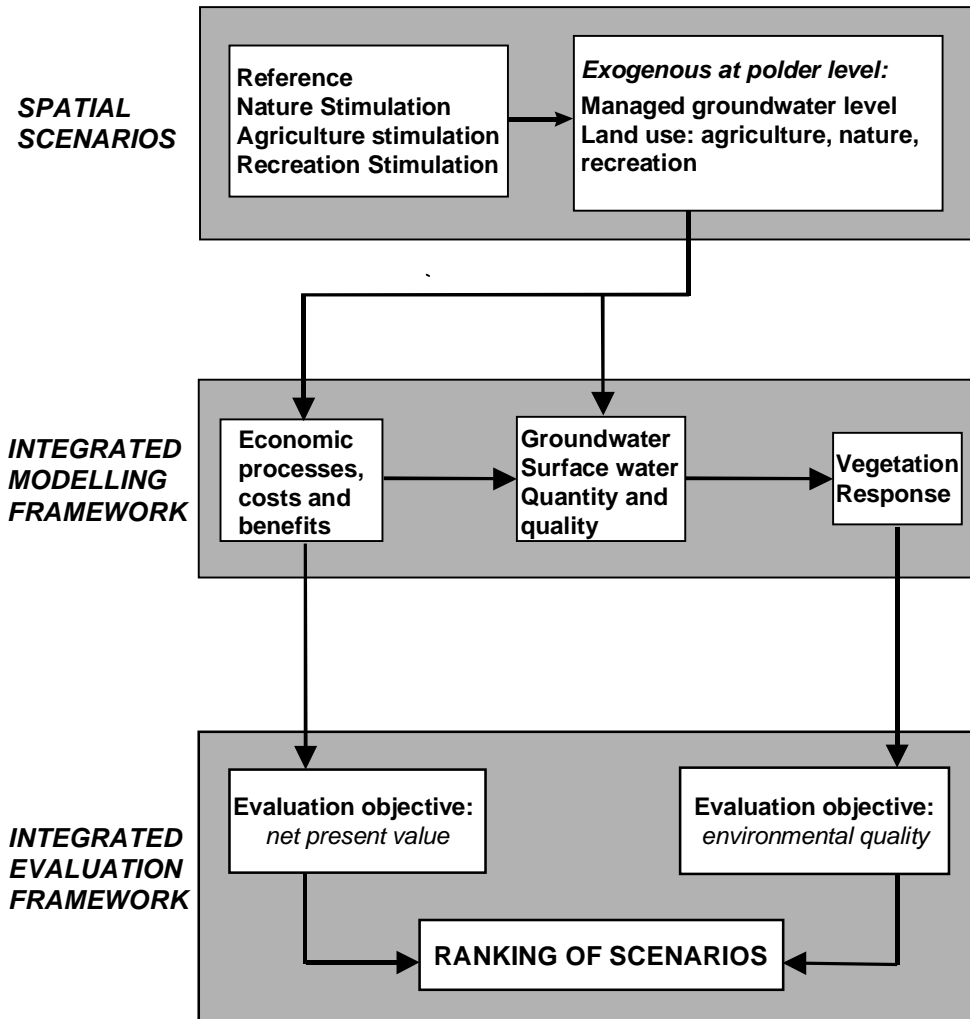 SPATIAL
SCENARIOS
Reference
Nature Stimulation
Agriculture stimulation
Recreation Stimulation
Exogenous at polder level:
Managed groundwater level
Land use: agriculture, nature,
recreation
INTEGRATED
MODELLING
FRAMEWORK
Economic
processes,
costs and
benefits
Groundwater
Surface water
Quantity and
quality
Vegetation
Response
INTEGRATED
EVALUATION
FRAMEWORK
Evaluation objective:
net present value
Evaluation objective:
environmental quality
RANKING OF SCENARIOS